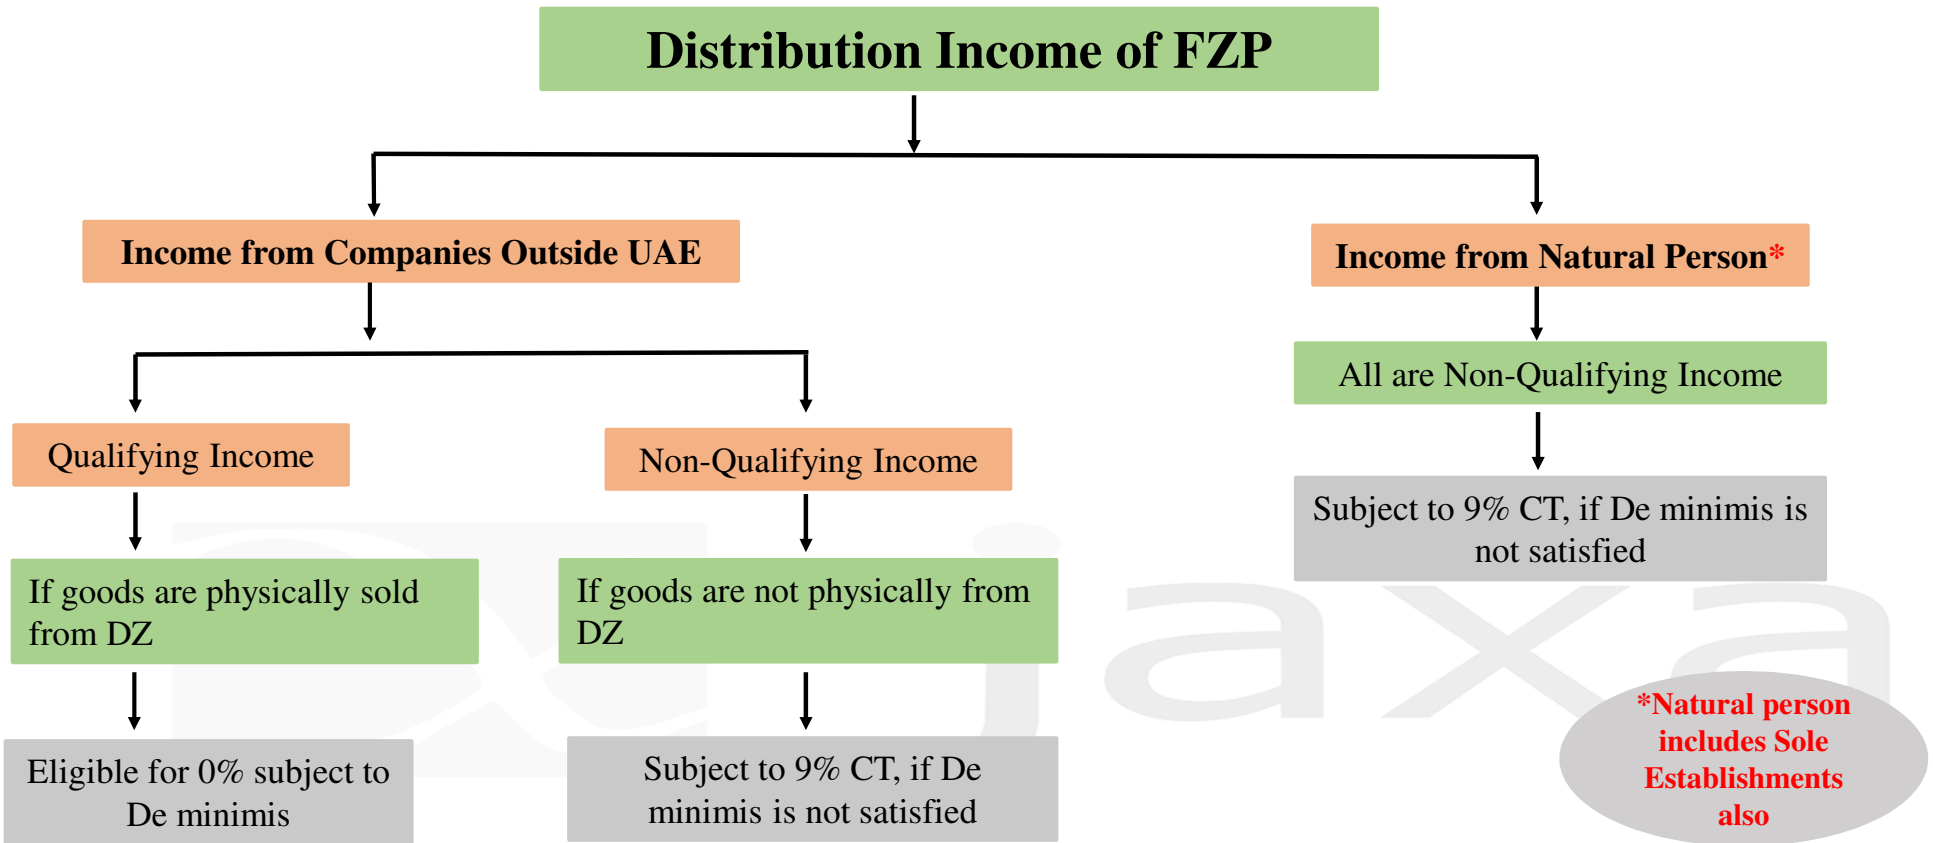 Distribution Income of FZP
Income from Companies Outside UAE
Income from Natural Person*
All are Non-Qualifying Income
Qualifying Income
Non-Qualifying Income
Subject to 9% CT, if De minimis is
not satisfied
If goods are physically sold
from DZ
If goods are not physically from
DZ
jaxa
*Natural person
includes Sole
Establishments
also
Eligible for 0% subject to
De minimis
Subject to 9% CT, if De
minimis is not satisfied